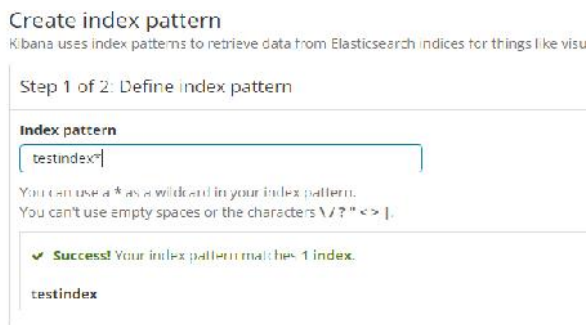 Create index pattern
Kibana uses index patterns to retrieve data from Elasticsearch indices for things like visu
Step 1 of 2: Define index pattern
Index pattern
testindex*
You can use a * as a wildcard in your index pattern.
You can't use empty spaces or the characters \ / ? " < > |.
✔ Success! Your index pattern matches 1 index.
testindex